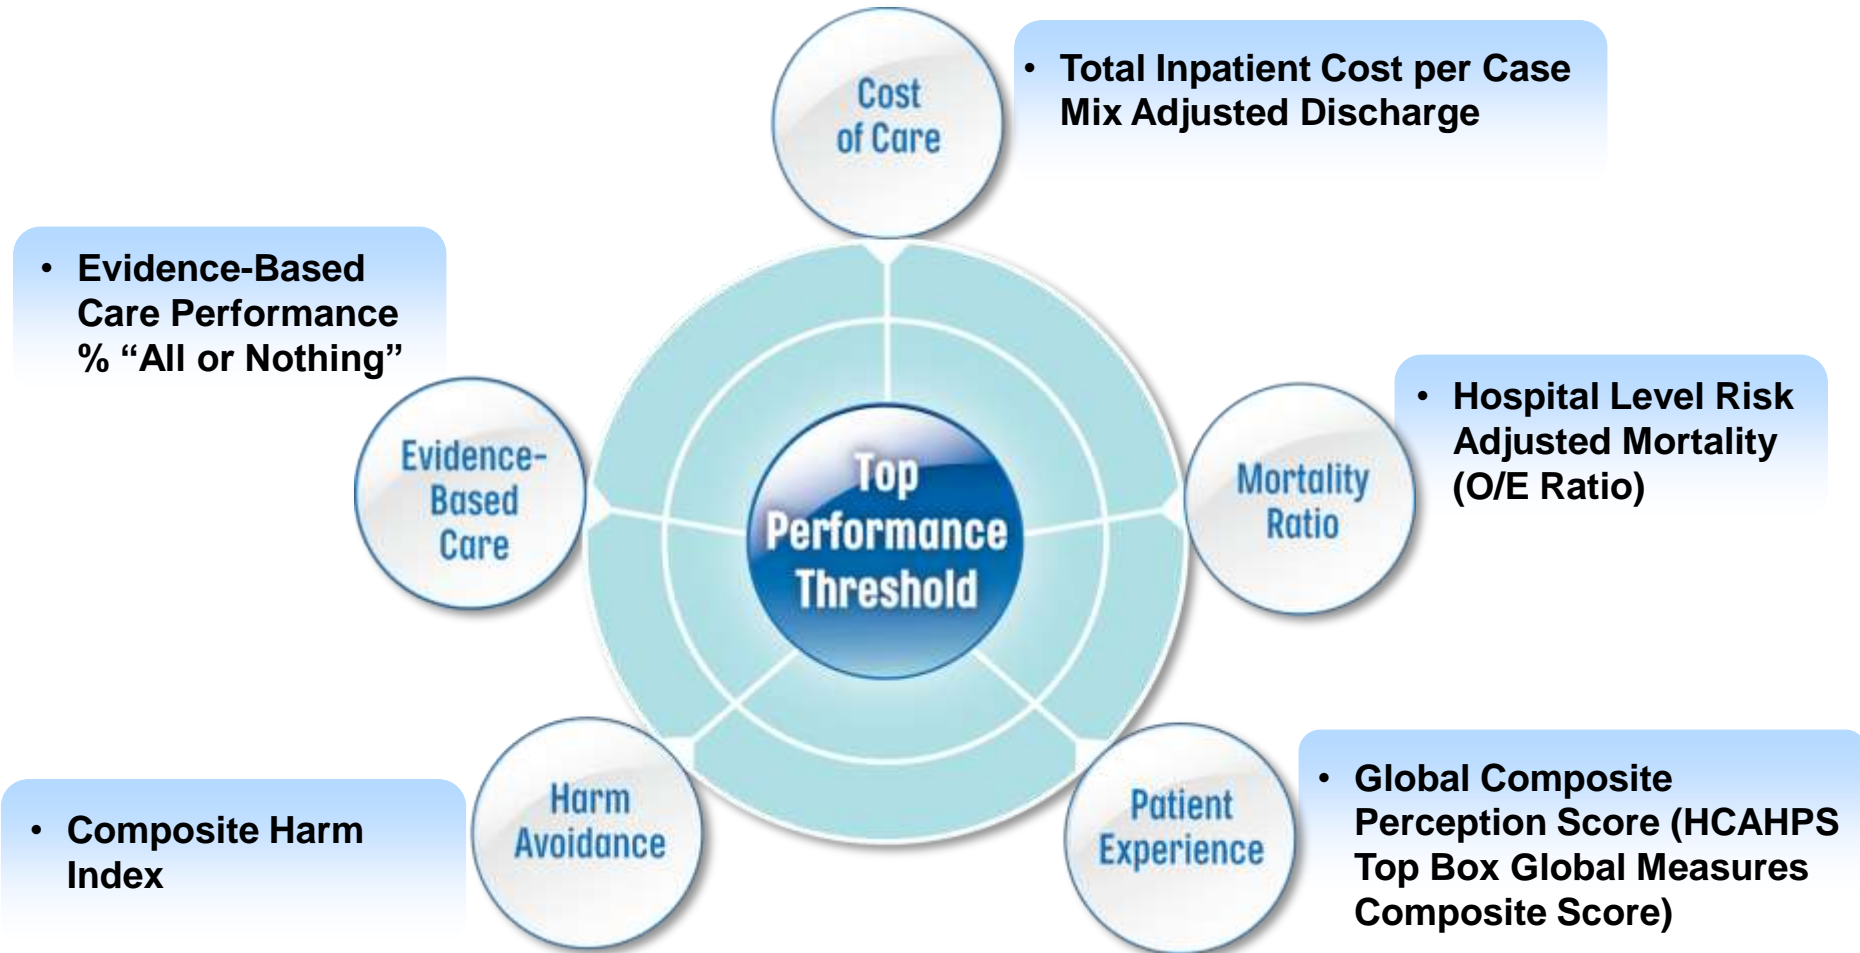 Cost
of Care
• Total Inpatient Cost per Case
Mix Adjusted Discharge
• Evidence-Based
Care Performance
% “All or Nothing”
Evidence-
Based
Care
Top
Performance
Threshold
Mortality
Ratio
• Hospital Level Risk
Adjusted Mortality
(O/E Ratio)
• Composite Harm
Index
Harm
Avoidance
Patient
Experience
• Global Composite
Perception Score (HCAHPS
Top Box Global Measures
Composite Score)